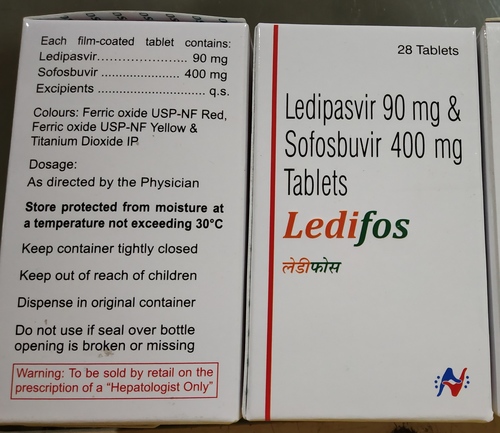 Each film-coated tablet contains:
Ledipasvir...................... 90 mg
Sofosbuvir ...................... 400 mg
Excipients ............................ q.s.
Colours: Ferric oxide USP-NF Red,
Ferric oxide USP-NF Yellow &
Titanium Dioxide IP.
Dosage:
As directed by the Physician
Store protected from moisture at
a temperature not exceeding 30°C
Keep container tightly closed
Keep out of reach of children
Dispense in original container
Do not use if seal over bottle
opening is broken or missing
Warning: To be sold by retail on the
prescription of a "Hepatologist Only"
28 Tablets
Ledipasvir 90 mg &
Sofosbuvir 400 mg
Tablets
Ledifos
लेडीफोस